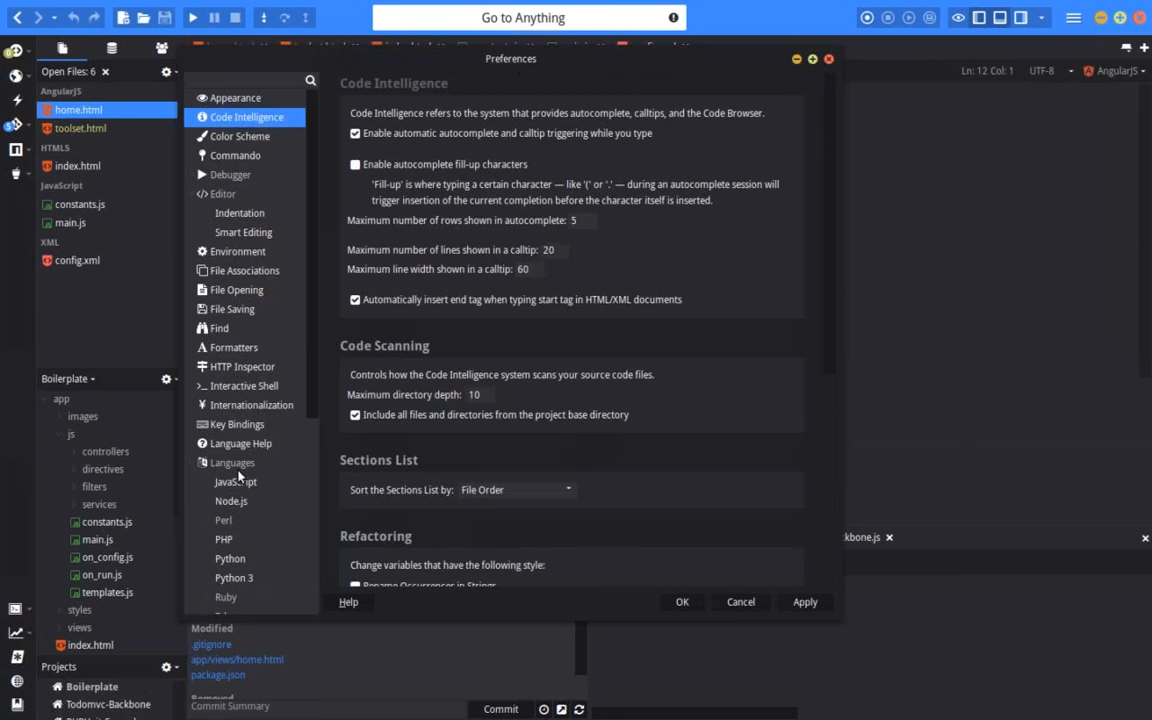 Go to Anything
Open Files: 6
AngularJS
home.html
toolset.html
HTML5
index.html
JavaScript
constants.js
main.js
XML
config.xml
Boilerplate
app
images
js
controllers
directives
filters
services
constants.js
main.js
on_config.js
on_run.js
templates.js
styles
views
index.html
Projects
Boilerplate
Todomvc-Backbone
Preferences
Appearance
Code Intelligence
Color Scheme
Commando
Debugger
Editor
Indentation
Smart Editing
Environment
File Associations
File Opening
File Saving
Find
Formatters
HTTP Inspector
Interactive Shell
Internationalization
Key Bindings
Language Help
Languages
JavaScript
Node.js
Perl
PHP
Python
Python 3
Ruby
Code Intelligence
Code Intelligence refers to the system that provides autocomplete, calltips, and the Code Browser.
Enable automatic autocomplete and calltip triggering while you type
Enable autocomplete fill-up characters
'Fill-up' is where typing a certain character — like '(' or '.' — during an autocomplete session will
trigger insertion of the current completion before the character itself is inserted.
Maximum number of rows shown in autocomplete: 5
Maximum number of lines shown in a calltip: 20
Maximum line width shown in a calltip: 60
Automatically insert end tag when typing start tag in HTML/XML documents
Code Scanning
Controls how the Code Intelligence system scans your source code files.
Maximum directory depth: 10
Include all files and directories from the project base directory
Sections List
Sort the Sections List by: File Order
Refactoring
Change variables that have the following style:
Rename Occurrences in Strings
Help
OK
Cancel
Apply
Ln: 12 Col: 1
UTF-8
AngularJS
kbone.js
Modified
.gitignore
app/views/home.html
package.json
Removed
Commit Summary
Commit